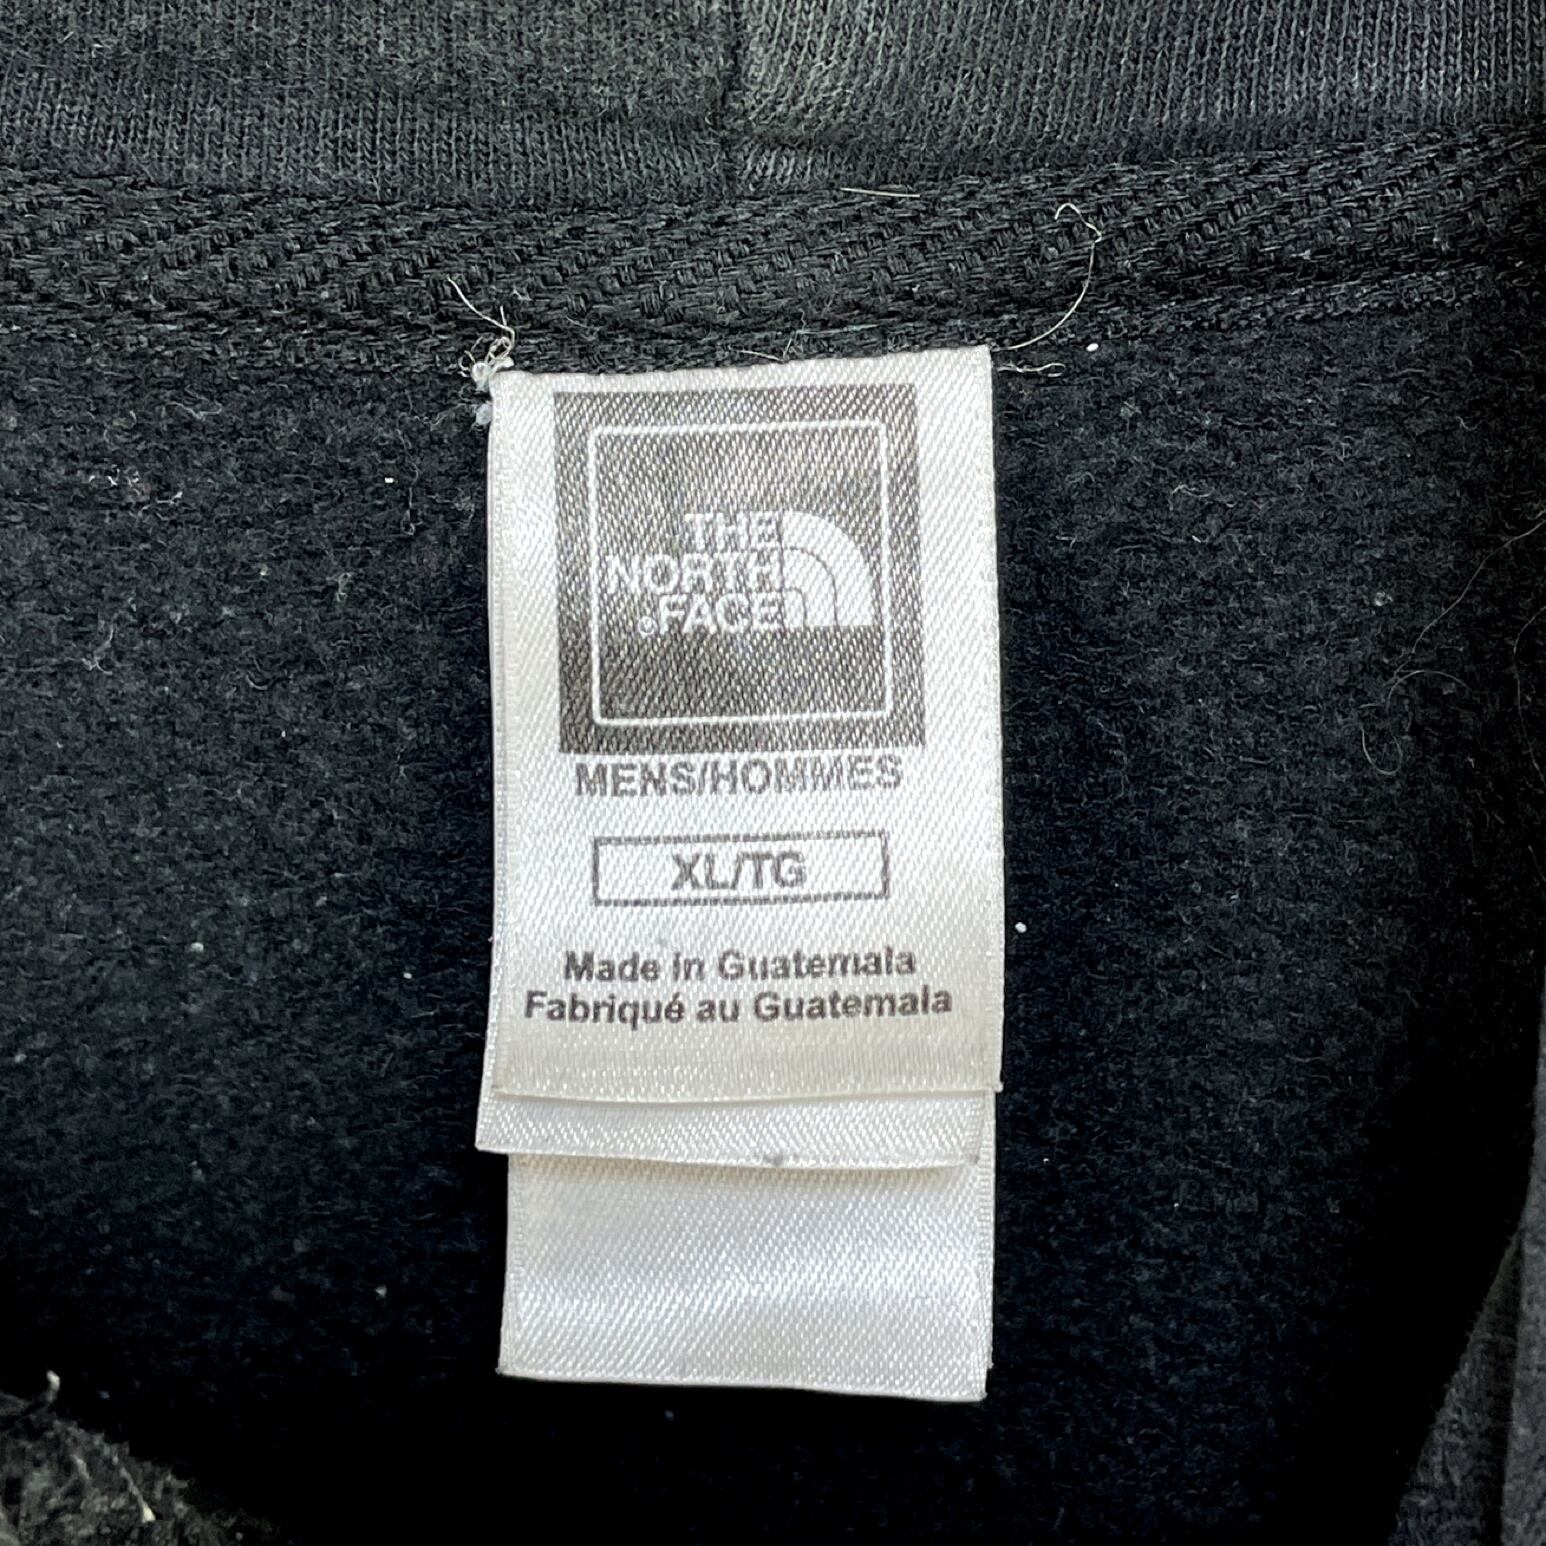 THE
NORTH
FACE
MENS/HOMMES
XL/TG
Made in Guatemala
Fabriqué au Guatemala